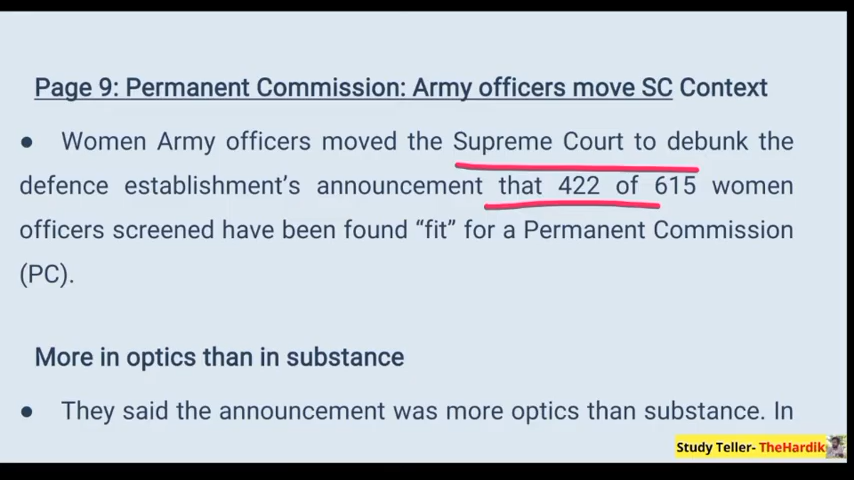 Page 9: Permanent Commission: Army officers move SC Context
● Women Army officers moved the Supreme Court to debunk the
defence establishment’s announcement that 422 of 615 women
officers screened have been found “fit” for a Permanent Commission
(PC).
More in optics than in substance
● They said the announcement was more optics than substance. In
Study Teller- TheHardik